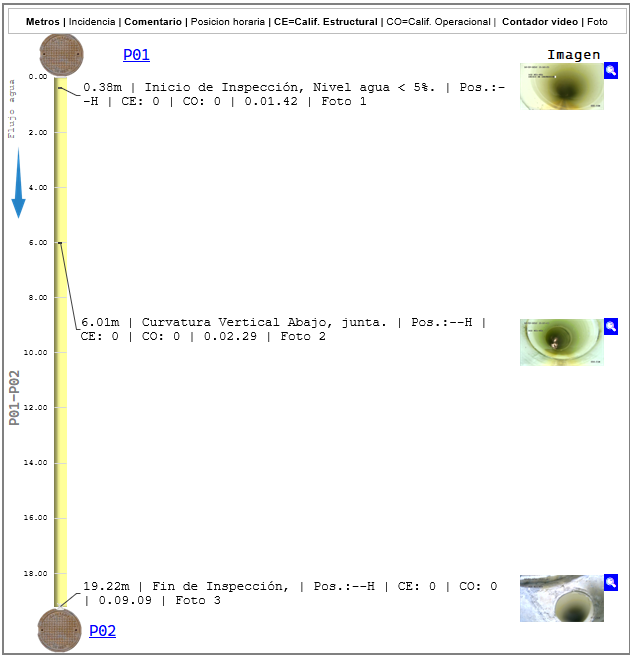 Metros | Incidencia | Comentario | Posicion horaria | CE=Calif. Estructural | CO=Calif. Operacional | Contador video | Foto
P01
Imagen
0.00
0.38m | Inicio de Inspección, Nivel agua < 5%. | Pos.:-
-H | CE: 0 | CO: 0 | 0.01.42 | Foto 1
Flujo agua
2.00
4.00
6.00
8.00
6.01m | Curvatura Vertical Abajo, junta. | Pos.:--H |
CE: 0 | CO: 0 | 0.02.29 | Foto 2
10.00
P01-P02
12.00
14.00
16.00
18.00
19.22m | Fin de Inspección, | Pos.:--H | CE: 0 | CO: 0
| 0.09.09 | Foto 3
P02